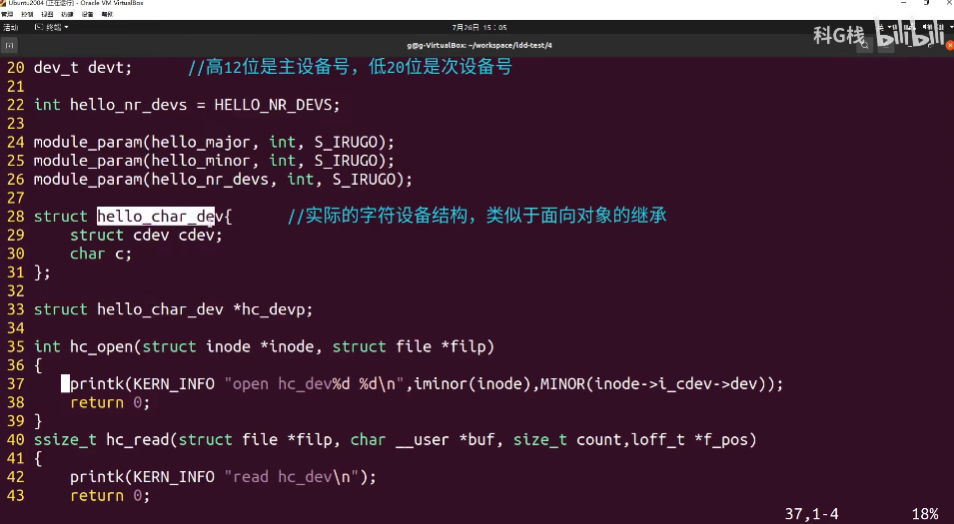 Ubuntu2004 [正在运行] - Oracle VM VirtualBox
管理 控制 视图 热键 设备 帮助
活动 终端 7月26日 15:05
g@g-VirtualBox: ~/workspace/ldd-test/4
科G栈 bilibili
20 dev_t devt; //高12位是主设备号，低20位是次设备号
21
22 int hello_nr_devs = HELLO_NR_DEVS;
23
24 module_param(hello_major, int, S_IRUGO);
25 module_param(hello_minor, int, S_IRUGO);
26 module_param(hello_nr_devs, int, S_IRUGO);
27
28 struct hello_char_dev{ //实际的字符设备结构，类似于面向对象的继承
29 struct cdev cdev;
30 char c;
31 };
32
33 struct hello_char_dev *hc_devp;
34
35 int hc_open(struct inode *inode, struct file *filp)
36 {
37 printk(KERN_INFO "open hc_dev%d %d\n",iminor(inode),MINOR(inode->i_cdev->dev));
38 return 0;
39 }
40 ssize_t hc_read(struct file *filp, char __user *buf, size_t count,loff_t *f_pos)
41 {
42 printk(KERN_INFO "read hc_dev\n");
43 return 0;
37,1-4 18%